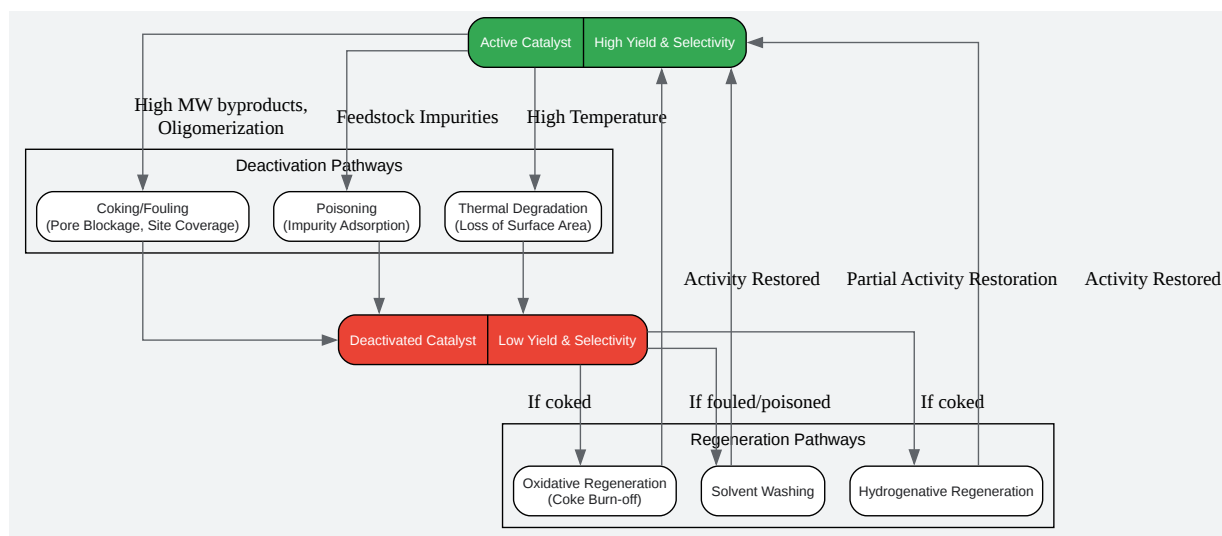 Active Catalyst
High Yield & Selectivity
High MW byproducts,
Oligomerization
Feedstock Impurities
High Temperature
Deactivation Pathways
Coking/Fouling
(Pore Blockage, Site Coverage)
Poisoning
(Impurity Adsorption)
Thermal Degradation
(Loss of Surface Area)
Activity Restored
Partial Activity Restoration
Activity Restored
Deactivated Catalyst
Low Yield & Selectivity
If coked
If fouled/poisoned
If coked
Regeneration Pathways
Oxidative Regeneration
(Coke Burn-off)
Solvent Washing
Hydrogenative Regeneration